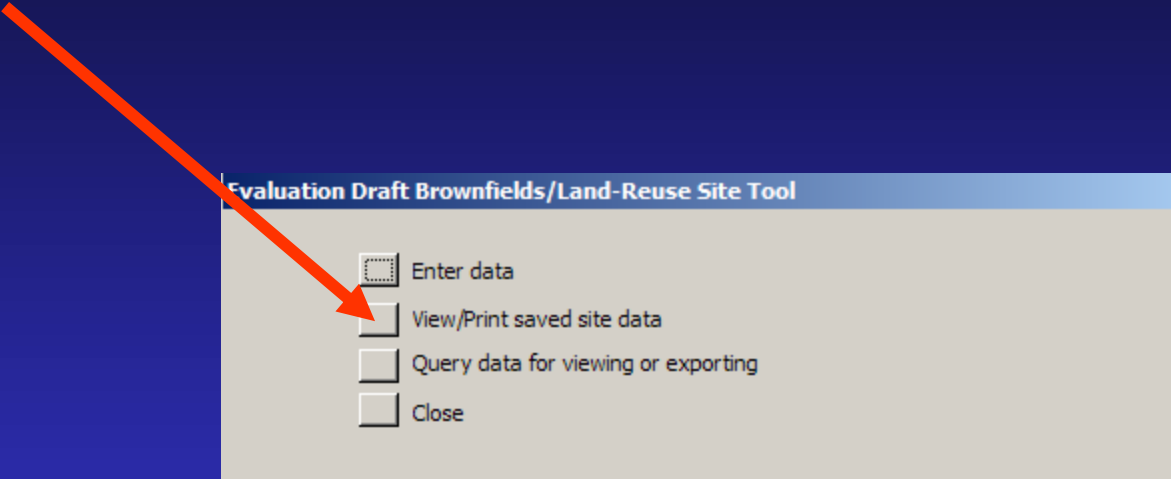 Evaluation Draft Brownfields/Land-Reuse Site Tool
Enter data
View/Print saved site data
Query data for viewing or exporting
Close